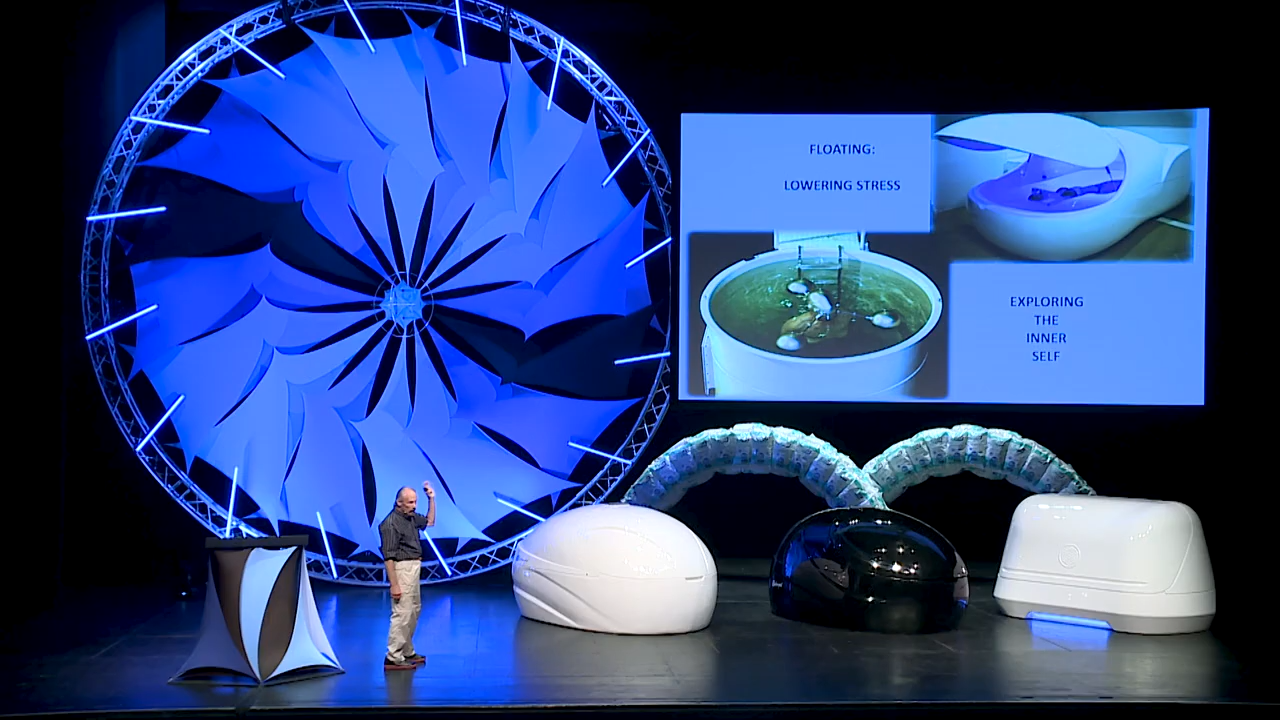 FLOATING:
LOWERING STRESS
EXPLORING
THE
INNER
SELF